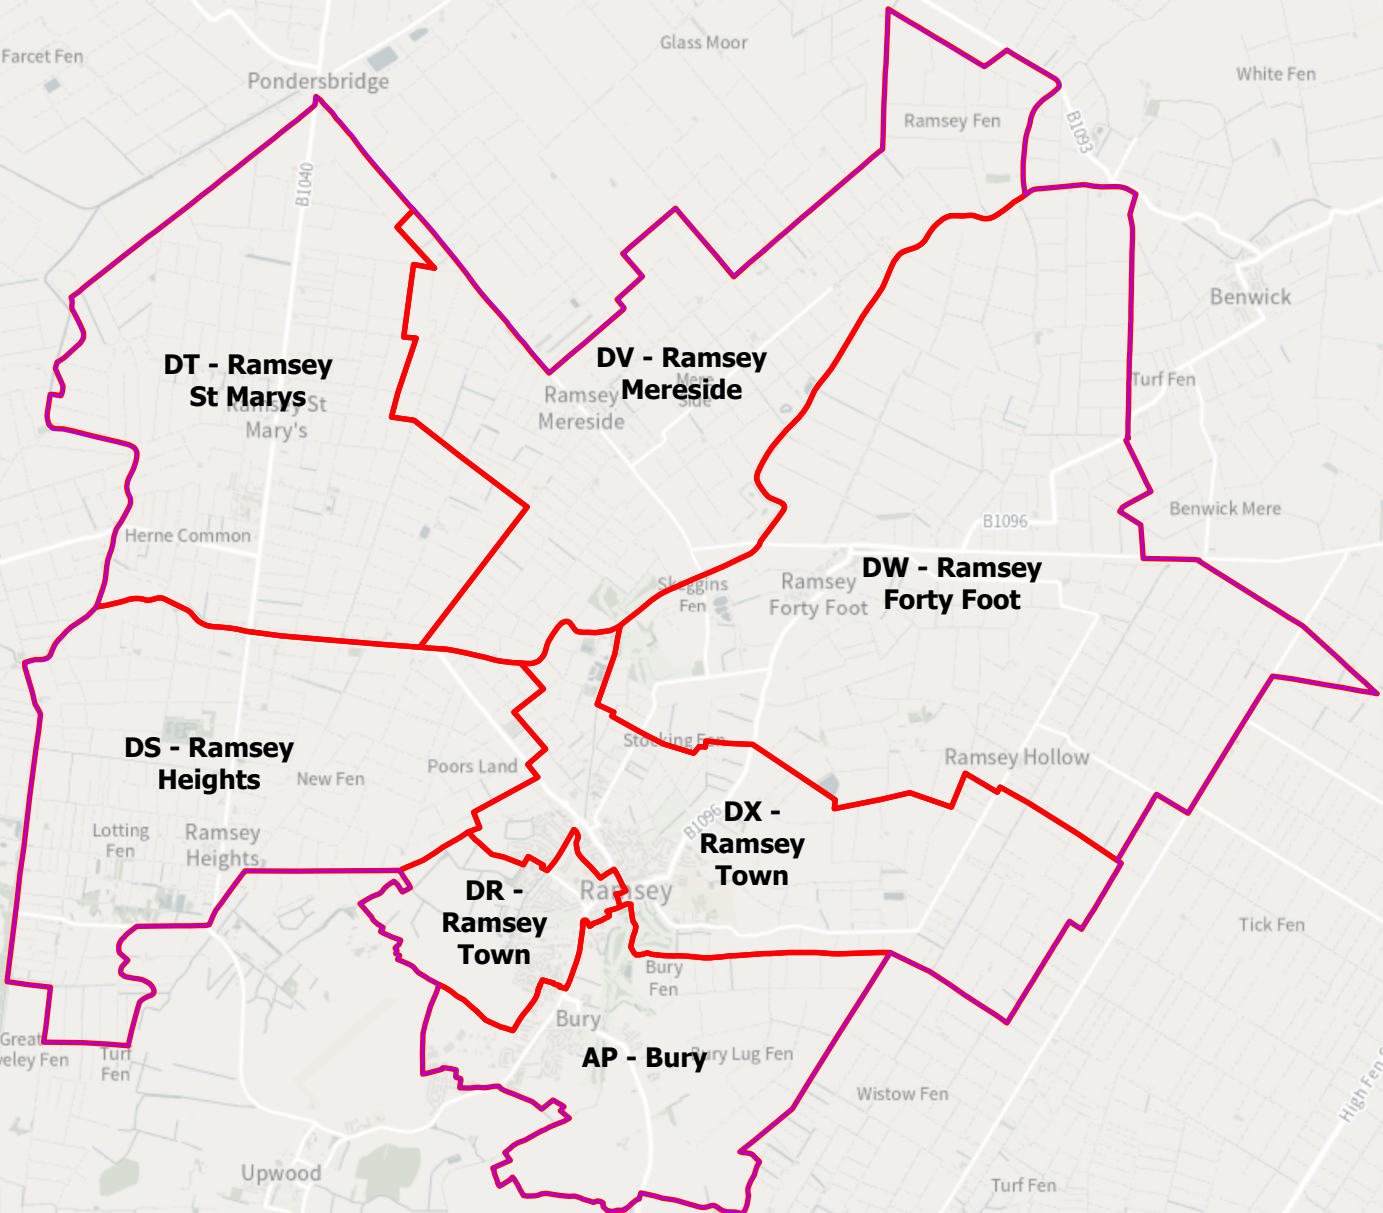 Glass Moor
Farcet Fen
Pondersbridge
White Fen
Ramsey Fen
B1093
B1040
Benwick
DT - Ramsey
St Marys
Ramsey St
Mary's
DV - Ramsey
Mereside
Mere
Side
Ramsey
Mereside
Turf Fen
Benwick Mere
B1096
Herne Common
DW - Ramsey
Forty Foot
Skeggins
Fen
Ramsey
Forty Foot
DS - Ramsey
Heights
New Fen
Poors Land
Stocking Fen
Ramsey Hollow
Lotting
Fen
Ramsey
Heights
B1096
DX -
Ramsey
Town
DR -
Ramsey
Town
Ramsey
Tick Fen
Bury
Fen
Bury
Great
veley Fen
Turf
Fen
AP - Bury
Bury Lug Fen
Wistow Fen
High Fen
Upwood
Turf Fen